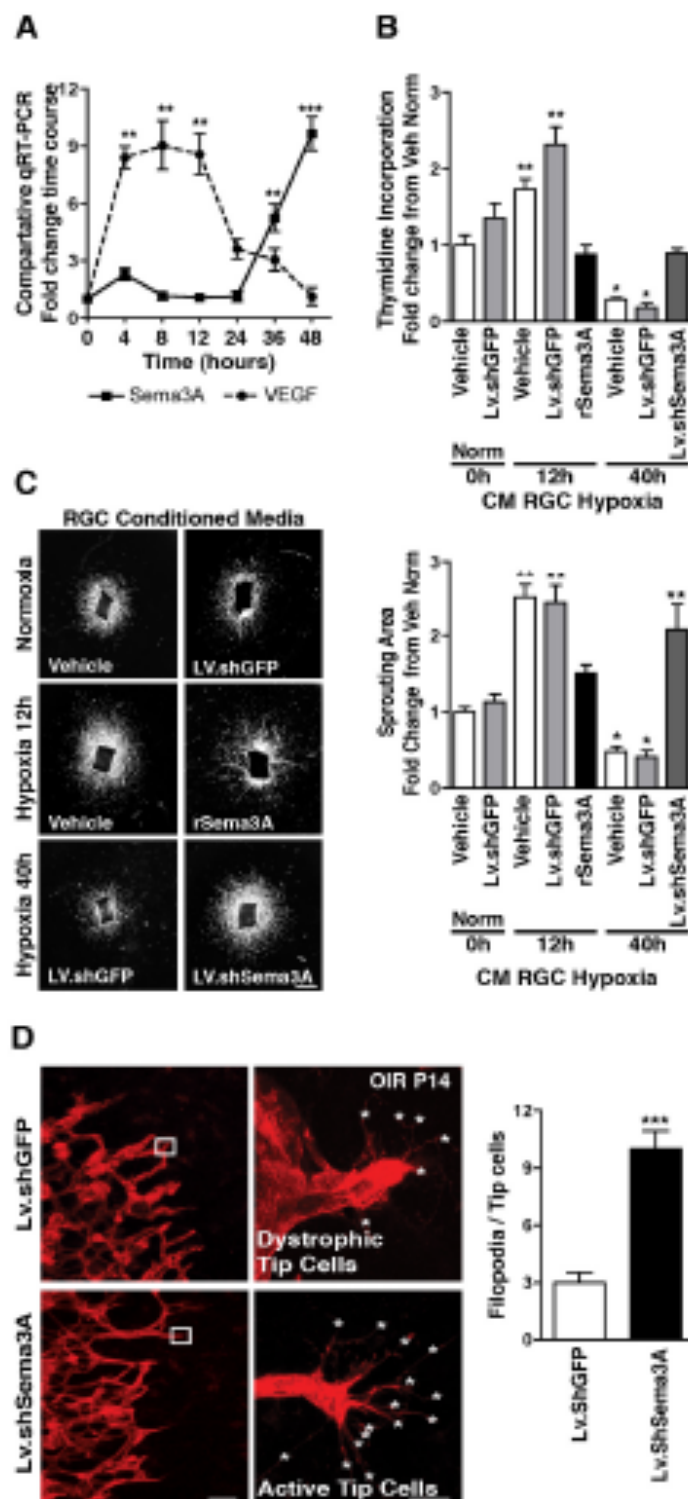 A
Compartative qRT-PCR
Fold change time course
12
9
6
3
0
**
**
**
**
***
0 4 8 12 24 36 48
Time (hours)
Sema3A VEGF
B
Thymidine Incorporation
Fold change from Veh Norm
3
2
1
0
**
**
*
*
Vehicle
Lv.shGFP
Vehicle
Lv.shGFP
rSema3A
Vehicle
Lv.shGFP
Lv.shSema3A
Norm
0h 12h 40h
CM RGC Hypoxia
C
RGC Conditioned Media
Normoxia
Vehicle
LV.shGFP
Hypoxia 12h
Vehicle
rSema3A
Hypoxia 40h
LV.shGFP
LV.shSema3A
Sprouting Area
Fold Change from Veh Norm
3
2
1
0
**
**
*
*
**
Vehicle
Lv.shGFP
Vehicle
Lv.shGFP
rSema3A
Vehicle
Lv.shGFP
Lv.shSema3A
Norm
0h 12h 40h
CM RGC Hypoxia
D
Lv.shGFP
OIR P14
Dystrophic
Tip Cells
Lv.shSema3A
Active Tip Cells
Filopodia / Tip cells
12
9
6
3
0
***
Lv.ShGFP
Lv.ShSema3A